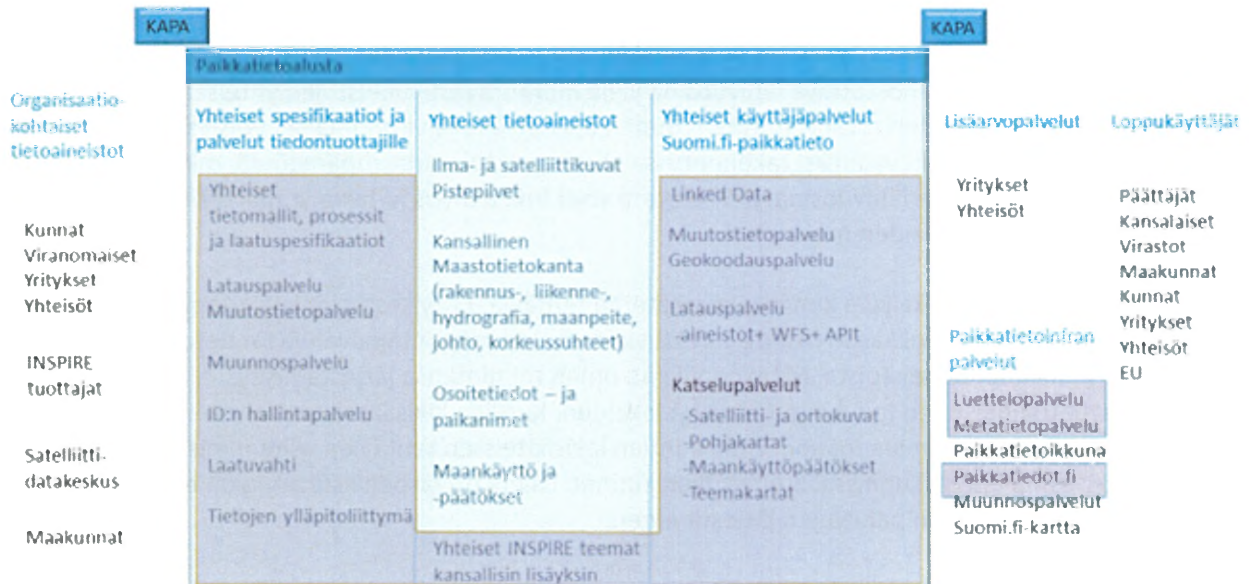 KAPA
KAPA
Paikkatietoalusta
Organisaatio-
kohtaiset
tietoaineistot
Kunnat
Viranomaiset
Yritykset
Yhteisöt
INSPIRE
tuottajat
Satelliitti-
datakeskus
Maakunnat
Yhteiset spesifikaatiot ja
palvelut tiedontuottajille
Yhteiset
tietomallit, prosessit
ja laatuspesifikaatiot
Latauspalvelu
Muutostietopalvelu
Muunnospalvelu
ID:n hallintapalvelu
Laatuvahti
Tietojen ylläpitoliittymä
Yhteiset tietoaineistot
Ilma- ja satelliittikuvat
Pistepilvet
Kansallinen
Maastotietokanta
(rakennus-, liikenne-,
hydrografia, maanpeite,
johto, korkeussuhteet)
Osoitetiedot – ja
paikanimet
Maankäyttö ja
-päätökset
Yhteiset INSPIRE teemat
kansallisin lisäyksin
Yhteiset käyttäjäpalvelut
Suomi.fi-paikkatieto
Linked Data
Muutostietopalvelu
Geokoodauspalvelu
Latauspalvelu
-aineistot+ WFS+ APIt
Katselupalvelut
-Satelliitti- ja ortokuvat
-Pohjakartat
-Maankäyttöpäätökset
-Teemakartat
Lisäarvopalvelut
Yritykset
Yhteisöt
Paikkatietoinfran
palvelut
Luettelopalvelu
Metatietopalvelu
Paikkatietoikkuna
Paikkatiedot.fi
Muunnospalvelut
Suomi.fi-kartta
Loppukäyttäjät
Päättäjät
Kansalaiset
Virastot
Maakunnat
Kunnat
Yritykset
Yhteisöt
EU